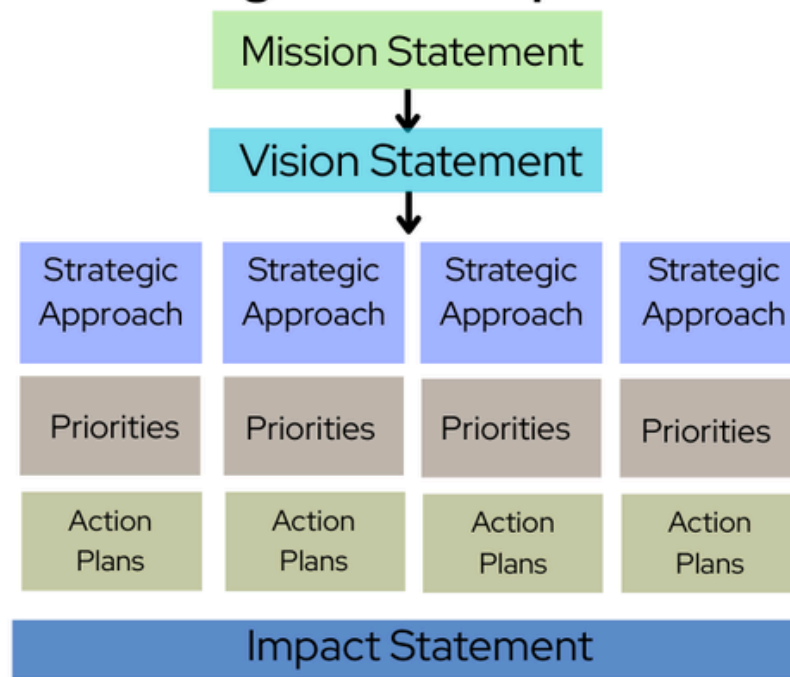 Mission Statement
Vision Statement
Strategic Strategic Strategic Strategic
Approach Approach Approach Approach
Priorities Priorities Priorities Priorities
Action Action Action Action
Plans Plans Plans Plans
Impact Statement